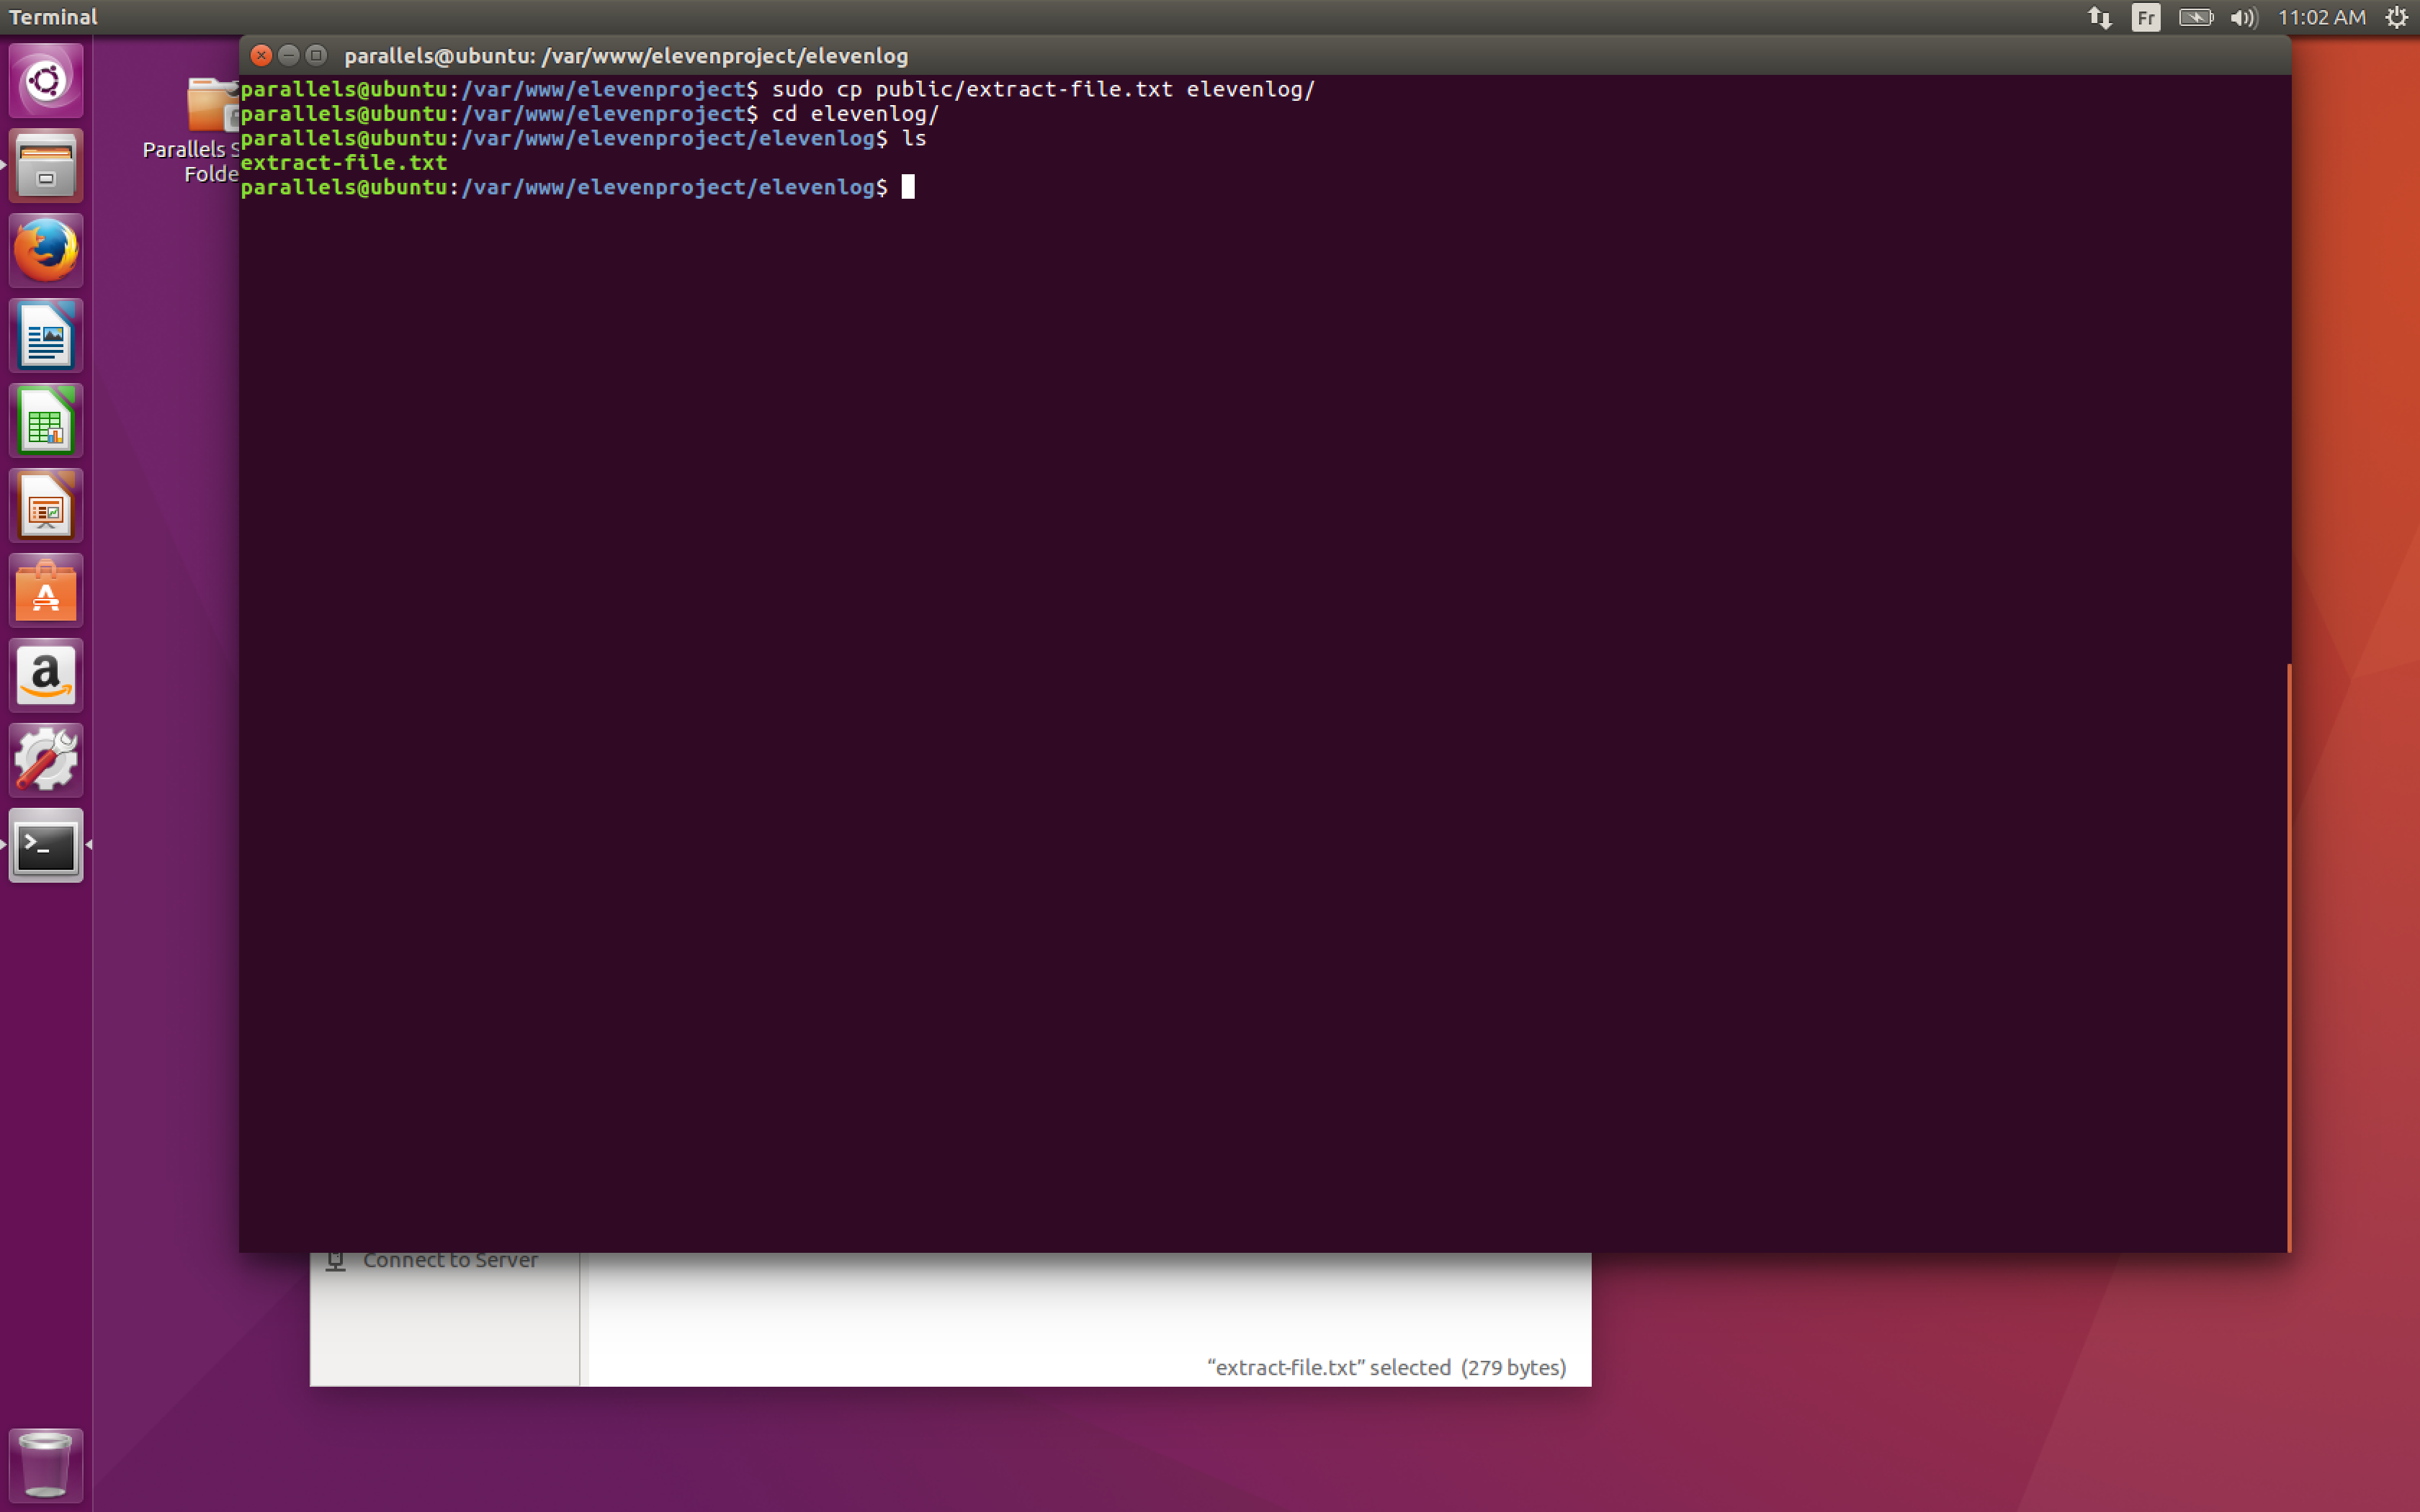 Terminal
Fr
11:02 AM
parallels@ubuntu: /var/www/elevenproject/elevenlog
parallels@ubuntu:/var/www/elevenproject$ sudo cp public/extract-file.txt elevenlog/
parallels@ubuntu:/var/www/elevenproject$ cd elevenlog/
parallels@ubuntu:/var/www/elevenproject/elevenlog$ ls
extract-file.txt
parallels@ubuntu:/var/www/elevenproject/elevenlog$
Parallels S
Folde
Connect to Server
“extract-file.txt” selected (279 bytes)